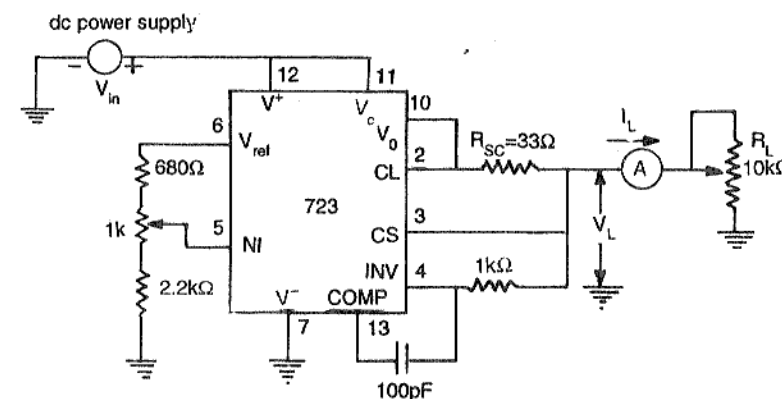 dc power supply
− +
V_in
12 11
V⁺ V_c 10
6 V_ref V_0 2
CL R_SC=33Ω
I_L
A
R_L
10kΩ
680Ω
1k
5 NI
723
3
CS
V_L
INV 4 1kΩ
2.2kΩ
V⁻ COMP
7 13
100pF